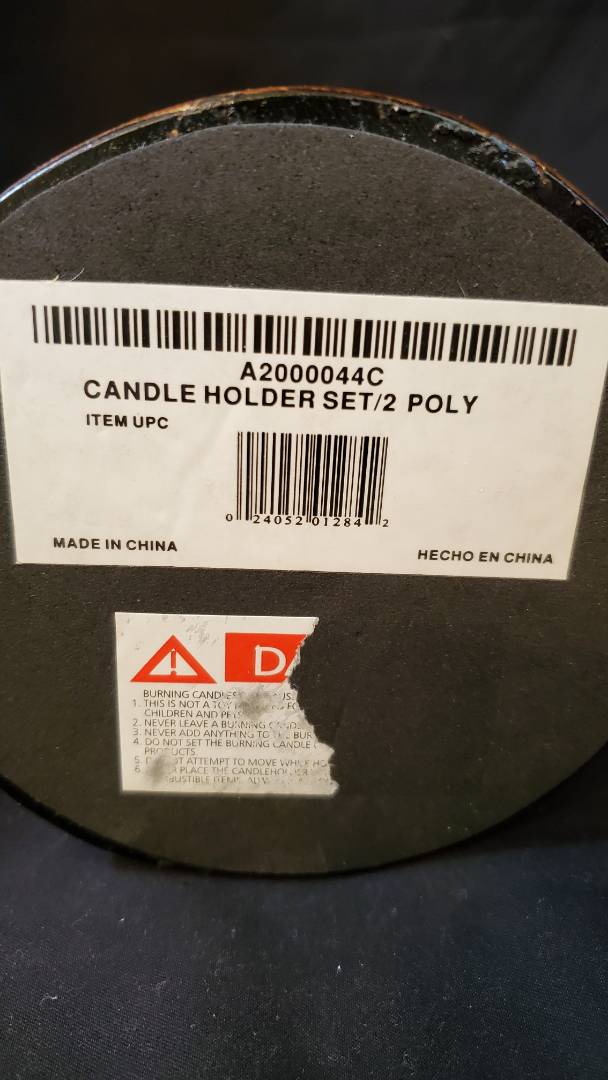 A2000044C
CANDLE HOLDER SET/2 POLY
ITEM UPC
0 24052 01284 2
MADE IN CHINA
HECHO EN CHINA
BURNING CANDLES
1. THIS IS NOT A
CHILDREN AND
2. NEVER LEAVE A BURNING
3. NEVER ADD ANYTHING TO
4. DO NOT SET THE BURNING CANDLE
PRODUCTS
5. ATTEMPT TO MOVE WHILE
6. PLACE THE CANDLEHOLDER